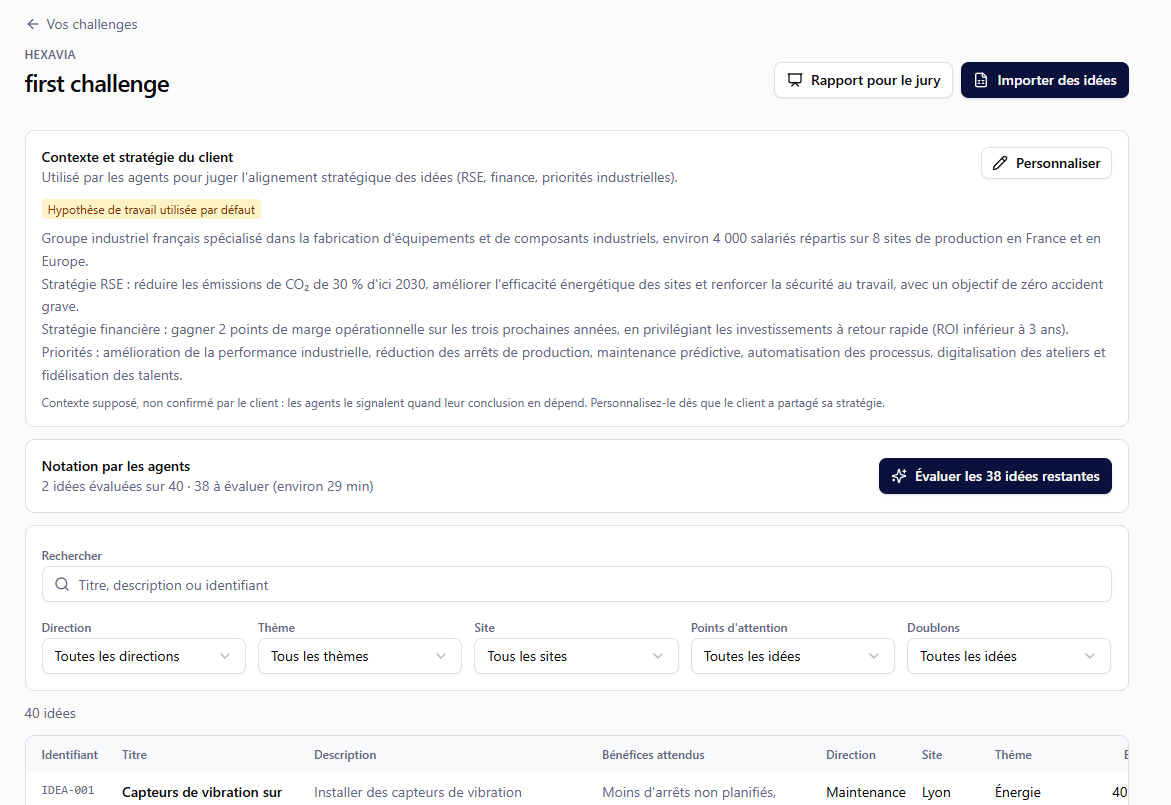 Vos challenges
HEXAVIA
first challenge
Rapport pour le jury
Importer des idées
Contexte et stratégie du client
Utilisé par les agents pour juger l'alignement stratégique des idées (RSE, finance, priorités industrielles).
Personnaliser
Hypothèse de travail utilisée par défaut
Groupe industriel français spécialisé dans la fabrication d'équipements et de composants industriels, environ 4 000 salariés répartis sur 8 sites de production en France et en
Europe.
Stratégie RSE : réduire les émissions de CO₂ de 30 % d'ici 2030, améliorer l'efficacité énergétique des sites et renforcer la sécurité au travail, avec un objectif de zéro accident
grave.
Stratégie financière : gagner 2 points de marge opérationnelle sur les trois prochaines années, en privilégiant les investissements à retour rapide (ROI inférieur à 3 ans).
Priorités : amélioration de la performance industrielle, réduction des arrêts de production, maintenance prédictive, automatisation des processus, digitalisation des ateliers et
fidélisation des talents.
Contexte supposé, non confirmé par le client : les agents le signalent quand leur conclusion en dépend. Personnalisez-le dès que le client a partagé sa stratégie.
Notation par les agents
2 idées évaluées sur 40 · 38 à évaluer (environ 29 min)
Évaluer les 38 idées restantes
Rechercher
Titre, description ou identifiant
Direction Thème Site Points d'attention Doublons
Toutes les directions Tous les thèmes Tous les sites Toutes les idées Toutes les idées
40 idées
Identifiant Titre Description Bénéfices attendus Direction Site Thème
IDEA-001 Capteurs de vibration sur Installer des capteurs de vibration Moins d'arrêts non planifiés, Maintenance Lyon Énergie 40